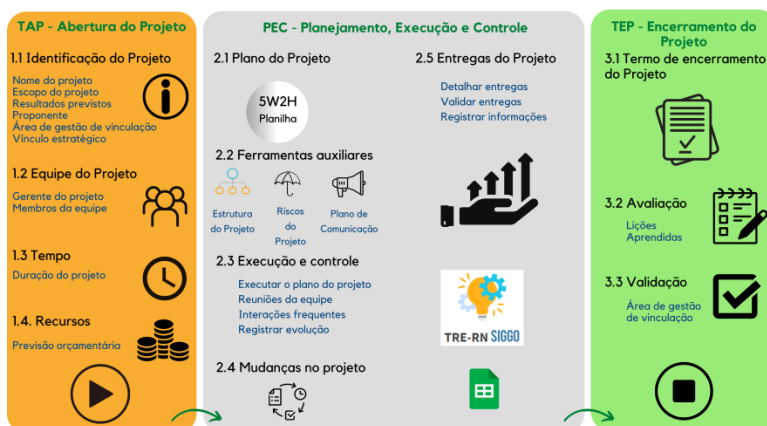 TAP - Abertura do Projeto
1.1 Identificação do Projeto
Nome do projeto
Escopo do projeto
Resultados previstos
Proponente
Área de gestão de vinculação
Vínculo estratégico
1.2 Equipe do Projeto
Gerente do projeto
Membros da equipe
1.3 Tempo
Duração do projeto
1.4. Recursos
Previsão orçamentária
PEC - Planejamento, Execução e Controle
2.1 Plano do Projeto
5W2H
Planilha
2.2 Ferramentas auxiliares
Estrutura
do Projeto
Riscos
do
Projeto
Plano de
Comunicação
2.3 Execução e controle
Executar o plano do projeto
Reuniões da equipe
Interações frequentes
Registrar evolução
2.4 Mudanças no projeto
2.5 Entregas do Projeto
Detalhar entregas
Validar entregas
Registrar informações
TRE-RN SIGGO
TEP - Encerramento do
Projeto
3.1 Termo de encerramento
do Projeto
3.2 Avaliação
Lições
Aprendidas
3.3 Validação
Área de gestão
de vinculação